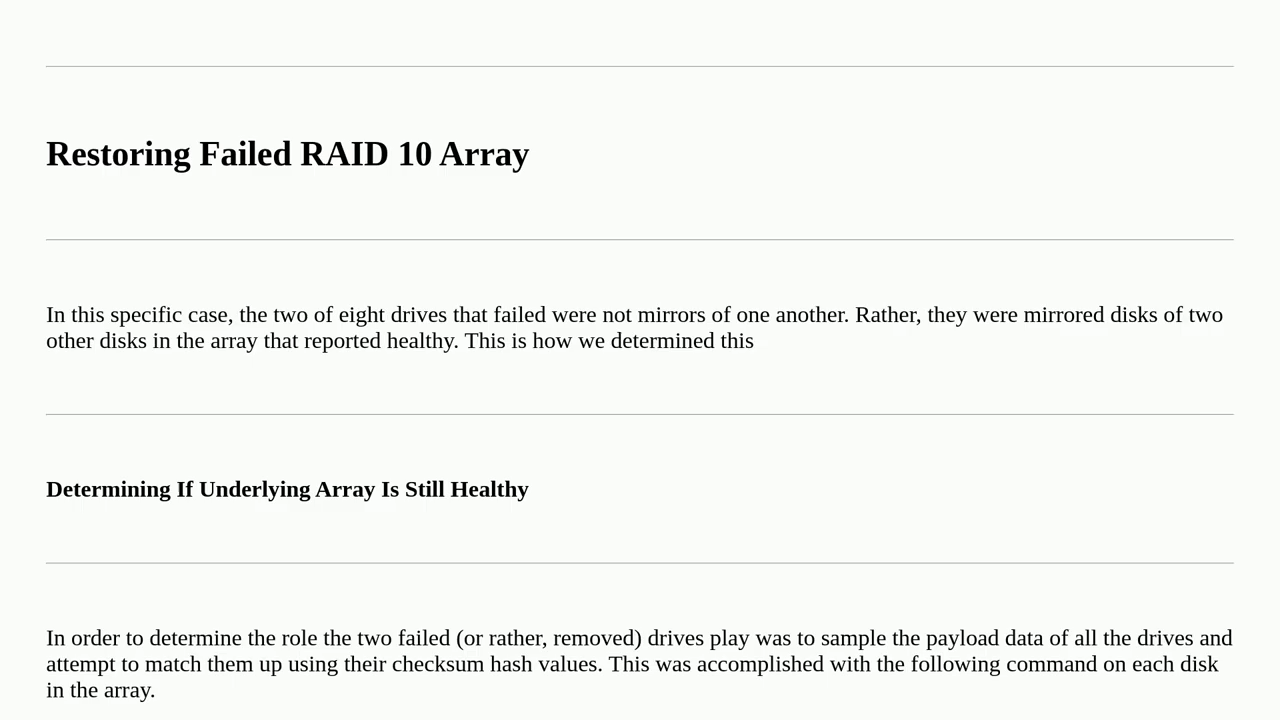 Restoring Failed RAID 10 Array
In this specific case, the two of eight drives that failed were not mirrors of one another. Rather, they were mirrored disks of two
other disks in the array that reported healthy. This is how we determined this
Determining If Underlying Array Is Still Healthy
In order to determine the role the two failed (or rather, removed) drives play was to sample the payload data of all the drives and
attempt to match them up using their checksum hash values. This was accomplished with the following command on each disk
in the array.